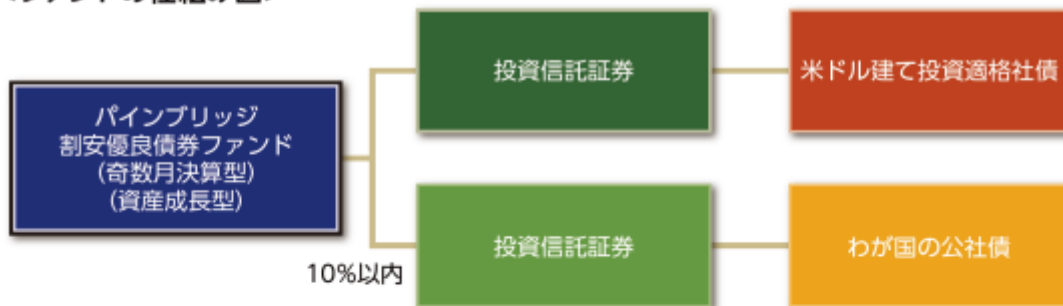 投資信託証券
米ドル建て投資適格社債
パインブリッジ
割安優良債券ファンド
(奇数月決算型)
(資産成長型)
投資信託証券
わが国の公社債
10%以内